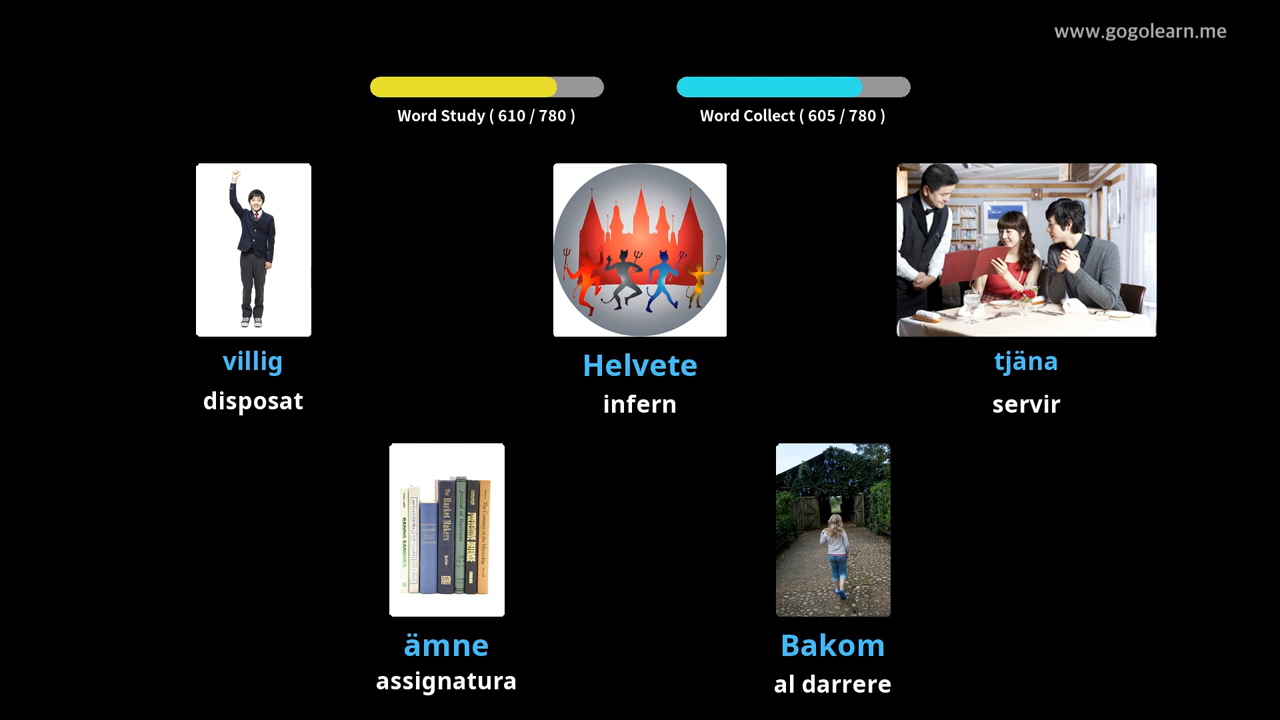 www.gogolearn.me
Word Study ( 610 / 780 )
Word Collect ( 605 / 780 )
villig
disposat
Helvete
infern
tjäna
servir
ämne
assignatura
Bakom
al darrere